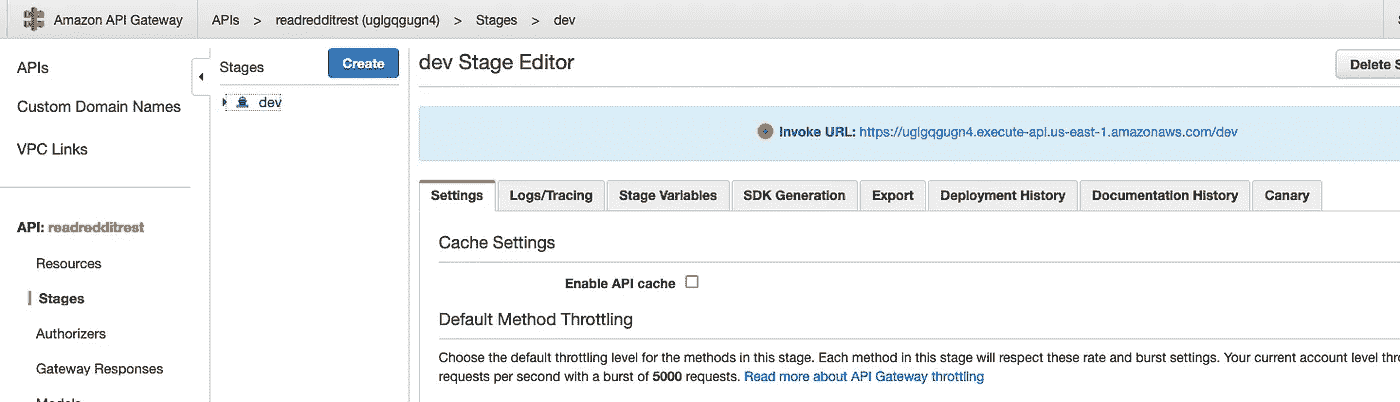 Amazon API Gateway APIs > readredditrest (uglgqgugn4) > Stages > dev
APIs
Custom Domain Names
VPC Links
API: readredditrest
Resources
Stages
Authorizers
Gateway Responses
Stages Create
dev
dev Stage Editor Delete
Invoke URL: https://uglgqgugn4.execute-api.us-east-1.amazonaws.com/dev
Settings Logs/Tracing Stage Variables SDK Generation Export Deployment History Documentation History Canary
Cache Settings
Enable API cache
Default Method Throttling
Choose the default throttling level for the methods in this stage. Each method in this stage will respect these rate and burst settings. Your current account level
requests per second with a burst of 5000 requests. Read more about API Gateway throttling